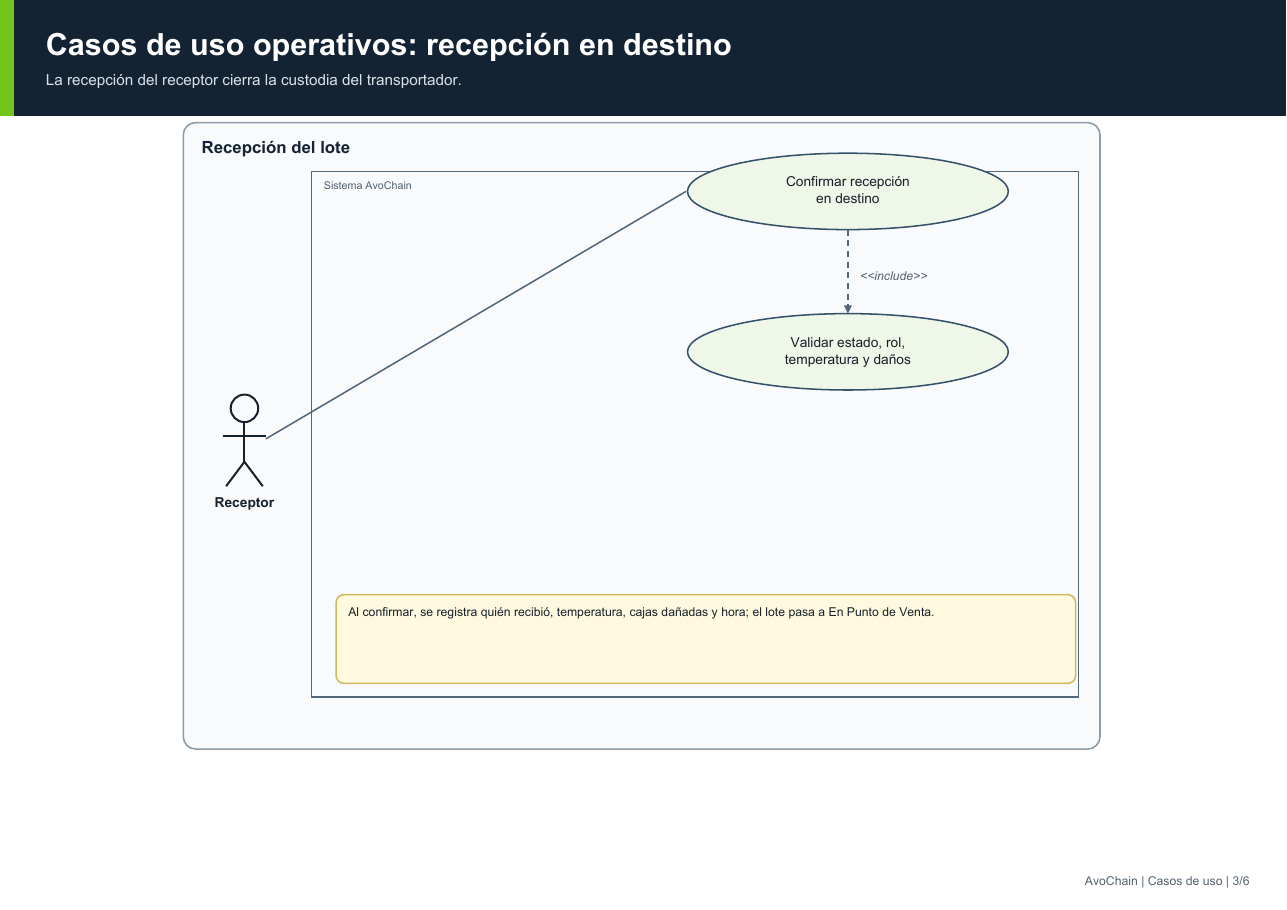 Casos de uso operativos: recepción en destino
La recepción del receptor cierra la custodia del transportador.
Recepción del lote
Sistema AvoChain
Confirmar recepción
en destino
<<include>>
Validar estado, rol,
temperatura y daños
Receptor
Al confirmar, se registra quién recibió, temperatura, cajas dañadas y hora; el lote pasa a En Punto de Venta.
AvoChain | Casos de uso | 3/6